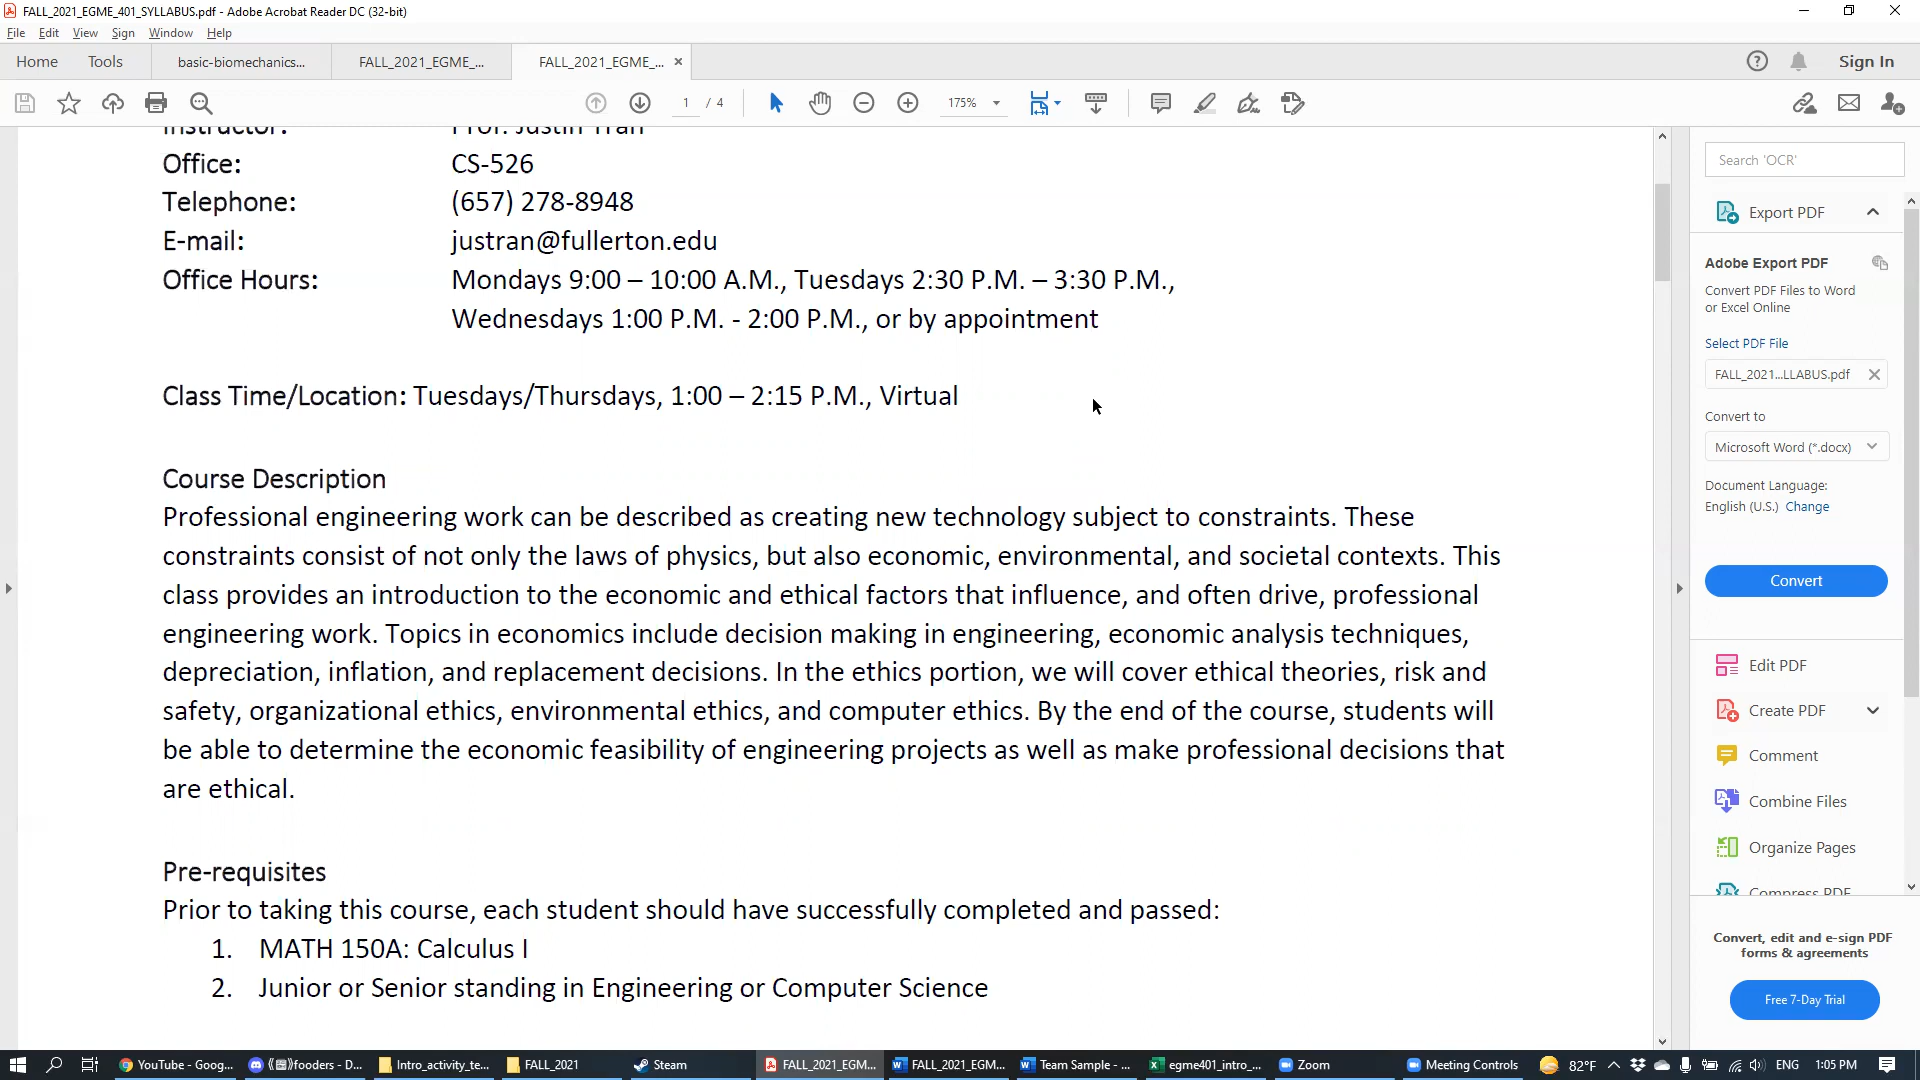 FALL_2021_EGME_401_SYLLABUS.pdf - Adobe Acrobat Reader DC (32-bit)
File Edit View Sign Window Help
Home Tools basic-biomechanics... FALL_2021_EGME_... FALL_2021_EGME_... Sign In
1 / 4 175%
Instructor: Prof. Justin Tran
Office: CS-526
Telephone: (657) 278-8948
E-mail: justran@fullerton.edu
Office Hours: Mondays 9:00 – 10:00 A.M., Tuesdays 2:30 P.M. – 3:30 P.M.,
Wednesdays 1:00 P.M. - 2:00 P.M., or by appointment
Class Time/Location: Tuesdays/Thursdays, 1:00 – 2:15 P.M., Virtual
Course Description
Professional engineering work can be described as creating new technology subject to constraints. These
constraints consist of not only the laws of physics, but also economic, environmental, and societal contexts. This
class provides an introduction to the economic and ethical factors that influence, and often drive, professional
engineering work. Topics in economics include decision making in engineering, economic analysis techniques,
depreciation, inflation, and replacement decisions. In the ethics portion, we will cover ethical theories, risk and
safety, organizational ethics, environmental ethics, and computer ethics. By the end of the course, students will
be able to determine the economic feasibility of engineering projects as well as make professional decisions that
are ethical.
Pre-requisites
Prior to taking this course, each student should have successfully completed and passed:
1. MATH 150A: Calculus I
2. Junior or Senior standing in Engineering or Computer Science
Search 'OCR'
Export PDF
Adobe Export PDF
Convert PDF Files to Word
or Excel Online
Select PDF File
FALL_2021...LLABUS.pdf
Convert to
Microsoft Word (*.docx)
Document Language:
English (U.S.) Change
Convert
Edit PDF
Create PDF
Comment
Combine Files
Organize Pages
Compress PDF
Convert, edit and e-sign PDF
forms & agreements
Free 7-Day Trial
YouTube - Goog... fooders - D... Intro_activity_te... FALL_2021 Steam FALL_2021_EGM... FALL_2021_EGM... Team Sample - ... egme401_intro_... Zoom Meeting Controls 82°F ENG 1:05 PM